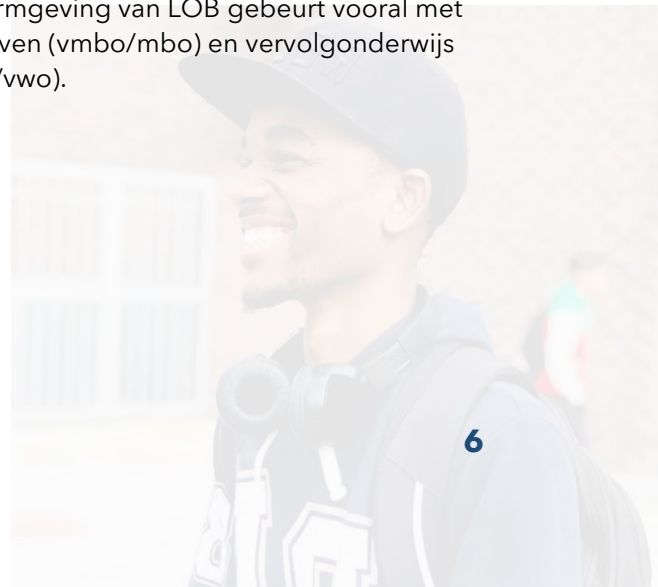 rmgeving van LOB gebeurt vooral met
ven (vmbo/mbo) en vervolgonderwijs
/vwo).
6